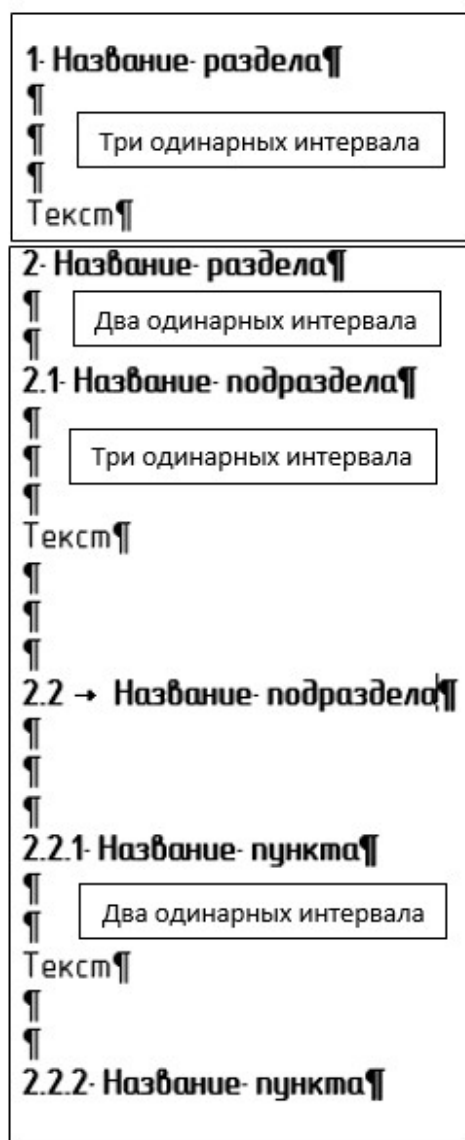 1· Название· раздела¶
¶
¶
Три одинарных интервала
¶
Текст¶
2· Название· раздела¶
¶
Два одинарных интервала
¶
2.1· Название· подраздела¶
¶
¶
Три одинарных интервала
¶
Текст¶
¶
¶
¶
2.2 → Название· подраздела¶
¶
¶
¶
2.2.1· Название· пункта¶
¶
Два одинарных интервала
¶
Текст¶
¶
¶
2.2.2· Название· пункта¶